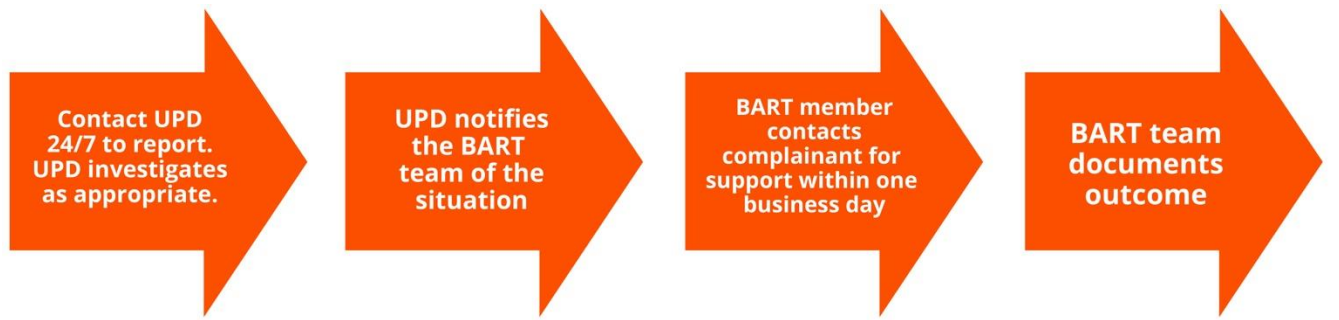 Contact UPD
24/7 to report.
UPD investigates
as appropriate.
UPD notifies
the BART
team of the
situation
BART member
contacts
complainant for
support within one
business day
BART team
documents
outcome